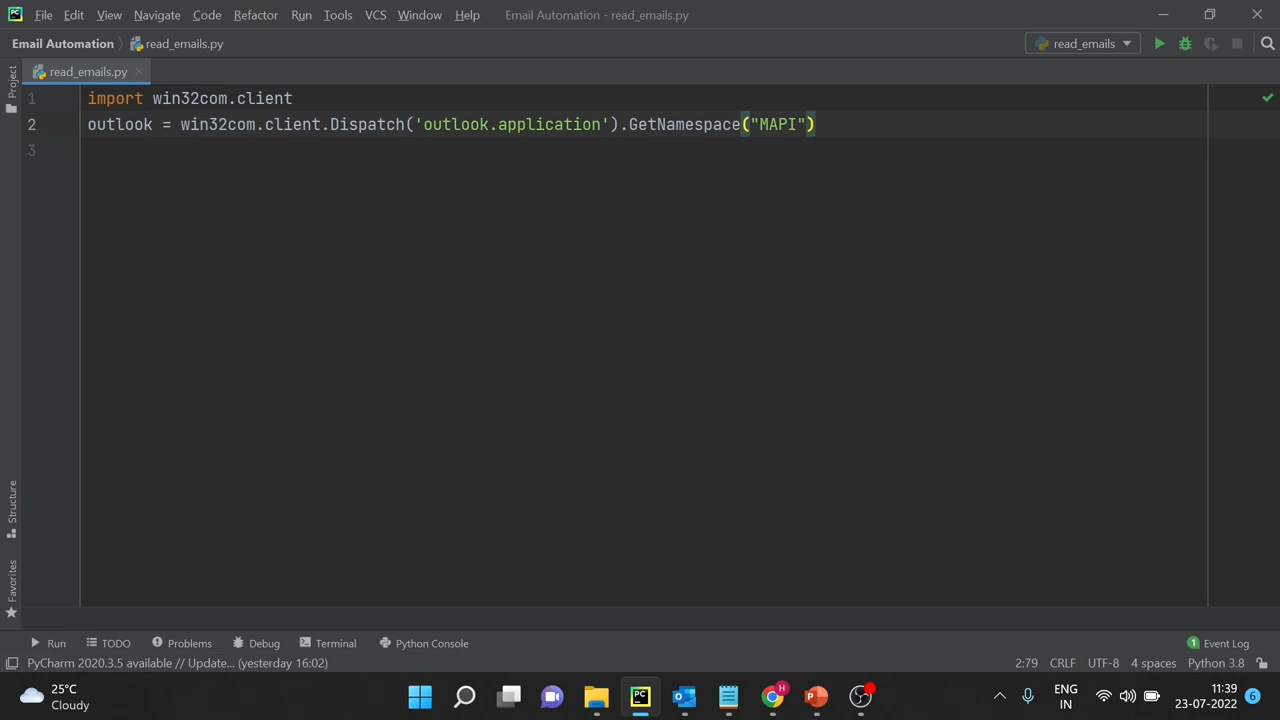 PC File Edit View Navigate Code Refactor Run Tools VCS Window Help Email Automation - read_emails.py
Email Automation read_emails.py read_emails
read_emails.py
1 import win32com.client
2 outlook = win32com.client.Dispatch('outlook.application').GetNamespace("MAPI")
3
Project
Structure
Favorites
Run TODO Problems Debug Terminal Python Console 1 Event Log
PyCharm 2020.3.5 available // Update... (yesterday 16:02) 2:79 CRLF UTF-8 4 spaces Python 3.8
25°C
Cloudy
PC
H
P
ENG
IN
11:39
23-07-2022
6